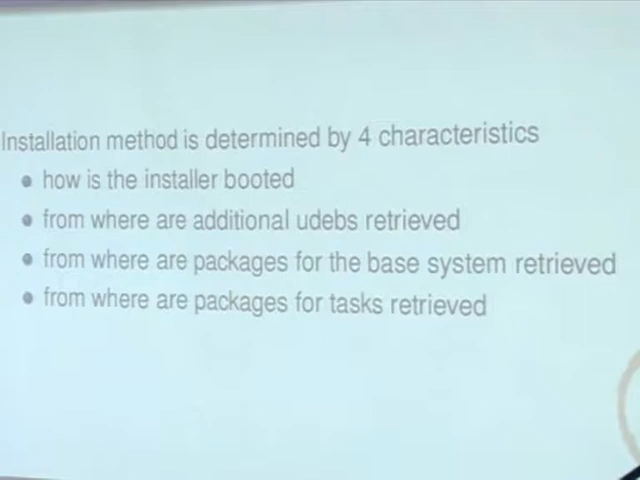 Installation method is determined by 4 characteristics
• how is the installer booted
• from where are additional udebs retrieved
• from where are packages for the base system retrieved
• from where are packages for tasks retrieved